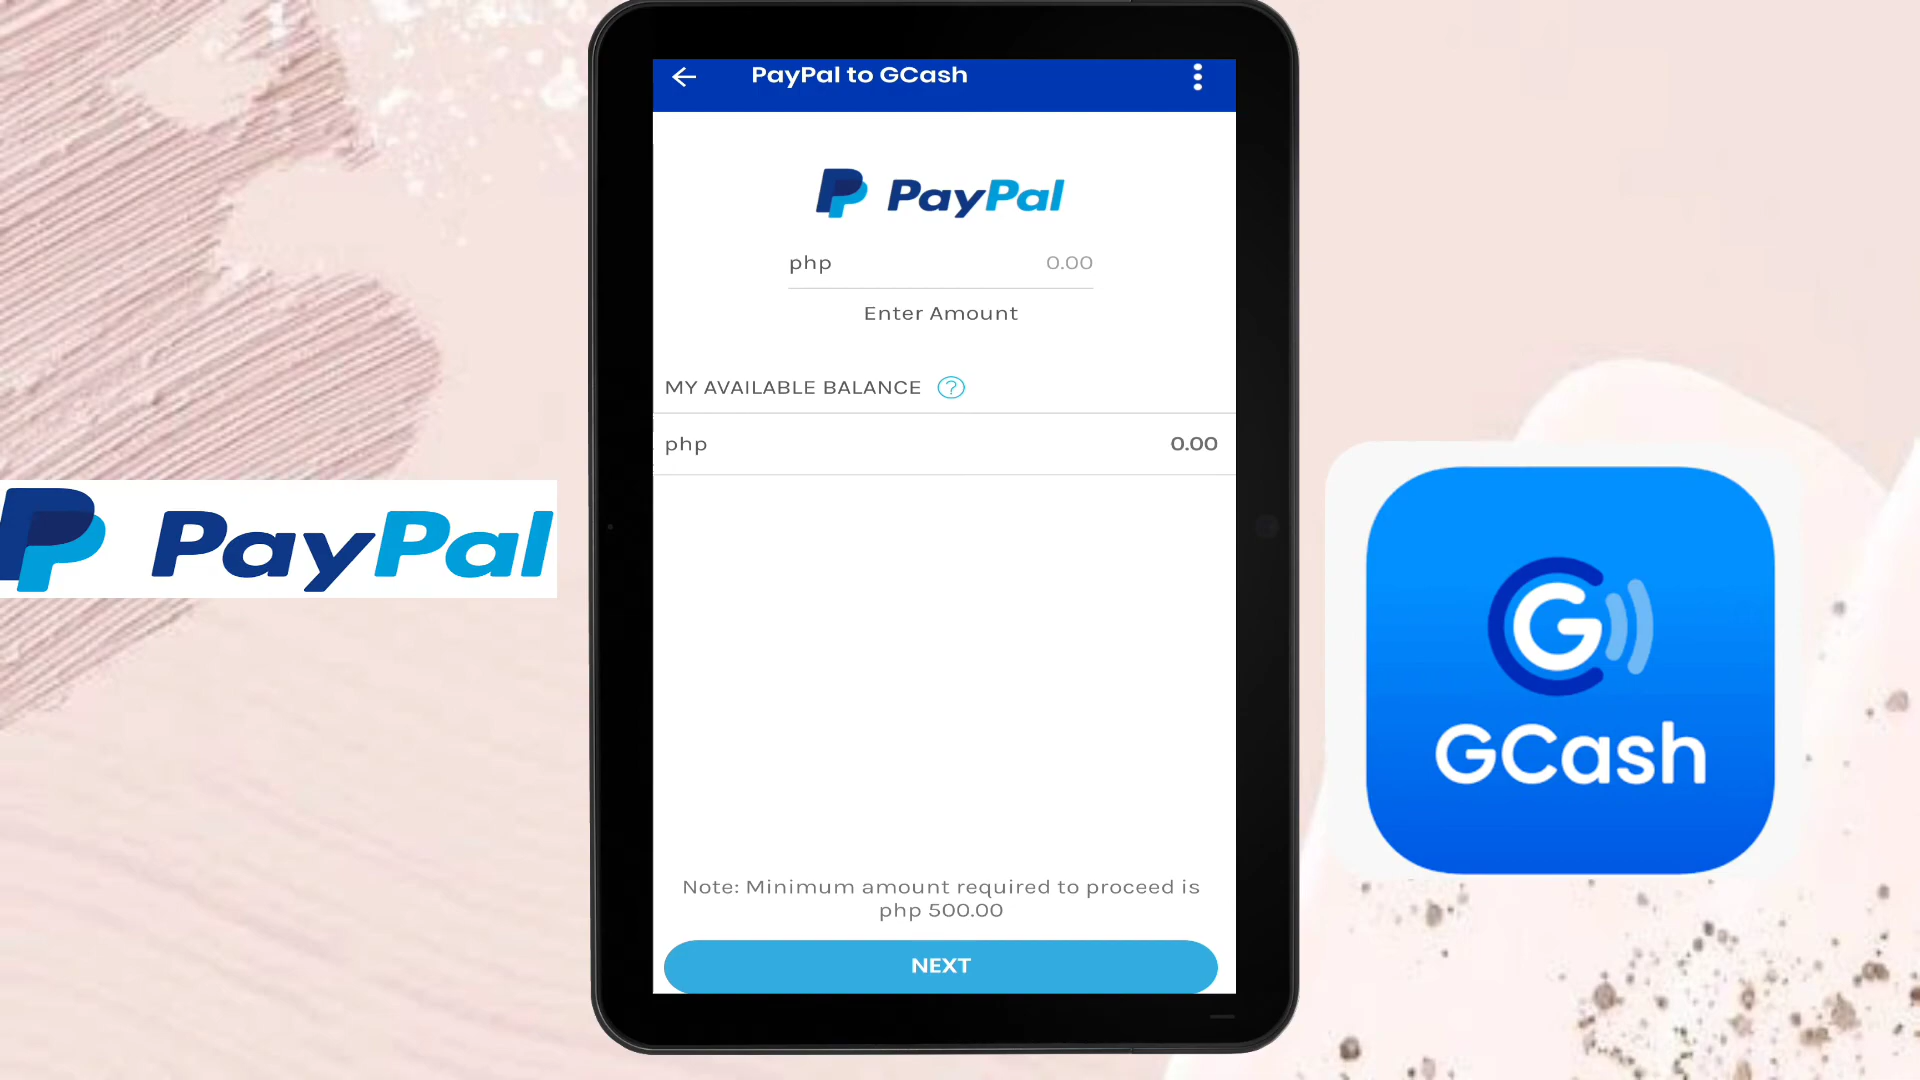 PayPal to GCash
PayPal
php 0.00
Enter Amount
MY AVAILABLE BALANCE ?
php 0.00
Note: Minimum amount required to proceed is
php 500.00
NEXT
PayPal
GCash